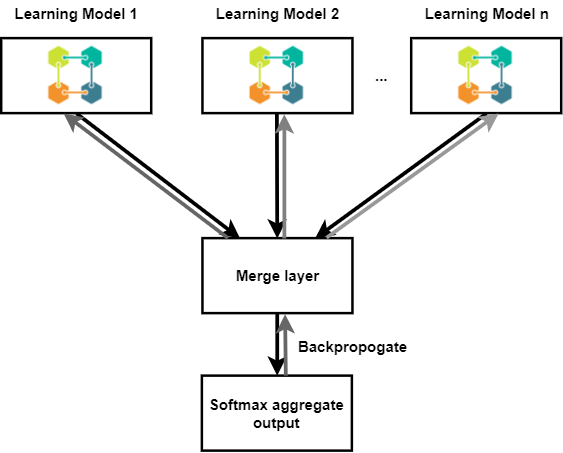 Learning Model 1
Learning Model 2
Learning Model n
...
Merge layer
Backpropogate
Softmax aggregate
output